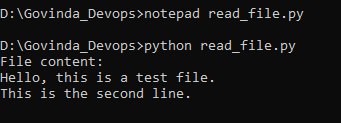 D:\Govinda_Devops>notepad read_file.py
D:\Govinda_Devops>python read_file.py
File content:
Hello, this is a test file.
This is the second line.